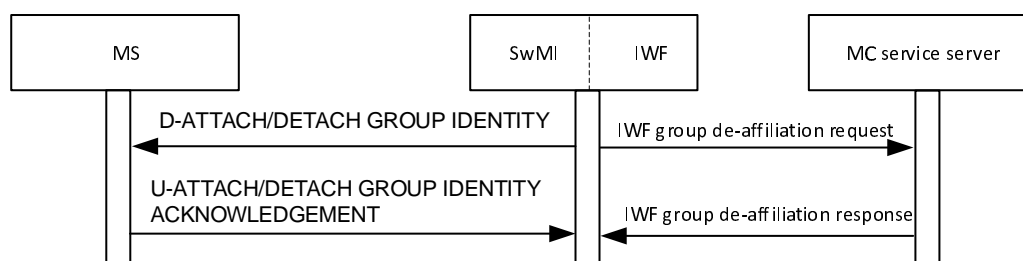 MS
SwMI
IWF
MC service server
D-ATTACH/DETACH GROUP IDENTITY
IWF group de-affiliation request
U-ATTACH/DETACH GROUP IDENTITY
ACKNOWLEDGEMENT
IWF group de-affiliation response